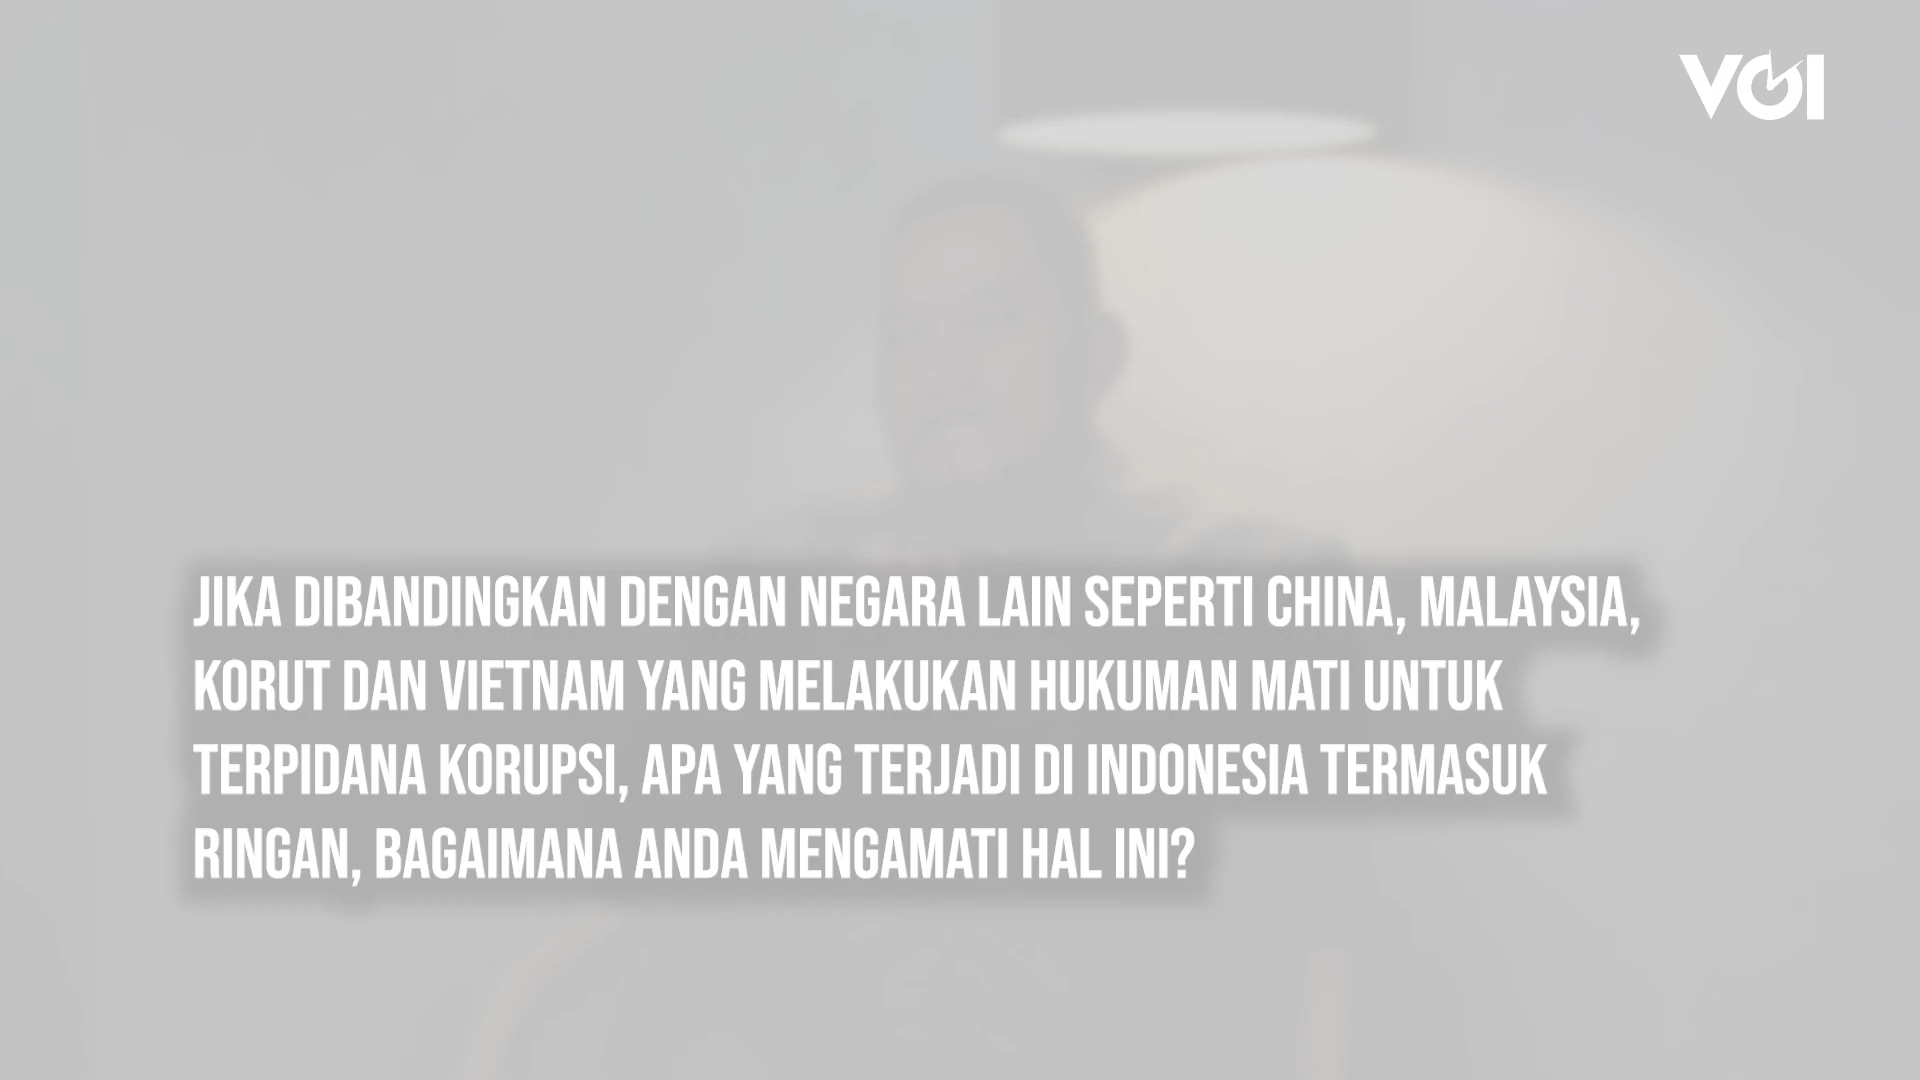 VOI
JIKA DIBANDINGKAN DENGAN NEGARA LAIN SEPERTI CHINA, MALAYSIA,
KORUT DAN VIETNAM YANG MELAKUKAN HUKUMAN MATI UNTUK
TERPIDANA KORUPSI, APA YANG TERJADI DI INDONESIA TERMASUK
RINGAN, BAGAIMANA ANDA MENGAMATI HAL INI?